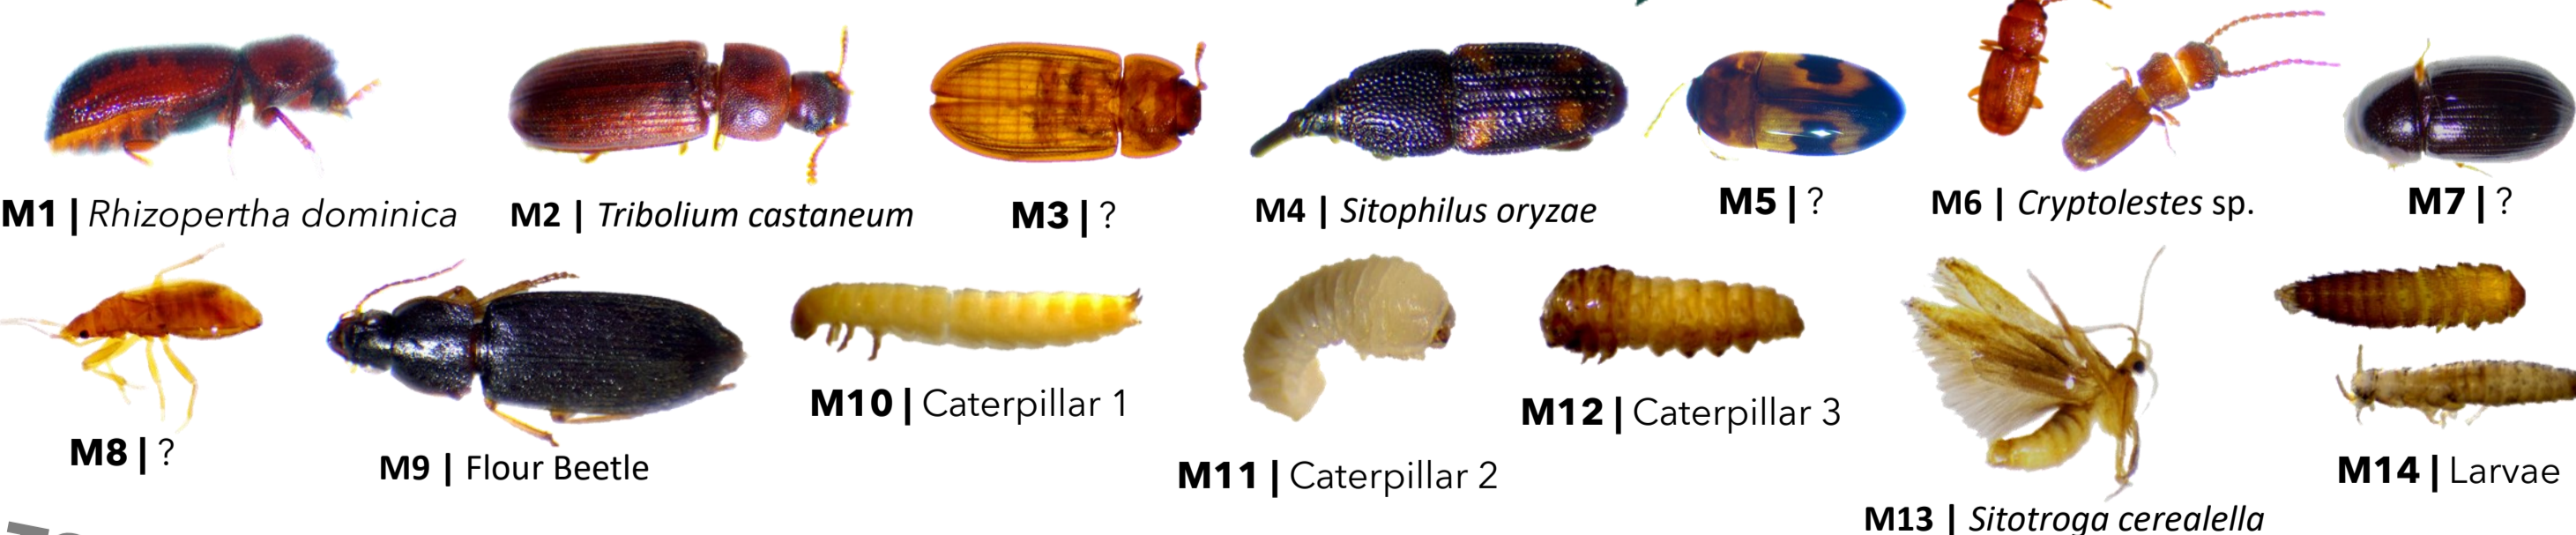 M1 | Rhizopertha dominica
M2 | Tribolium castaneum
M3 | ?
M4 | Sitophilus oryzae
M5 | ?
M6 | Cryptolestes sp.
M7 | ?
M8 | ?
M9 | Flour Beetle
M10 | Caterpillar 1
M11 | Caterpillar 2
M12 | Caterpillar 3
M13 | Sitotroga cerealella
M14 | Larvae